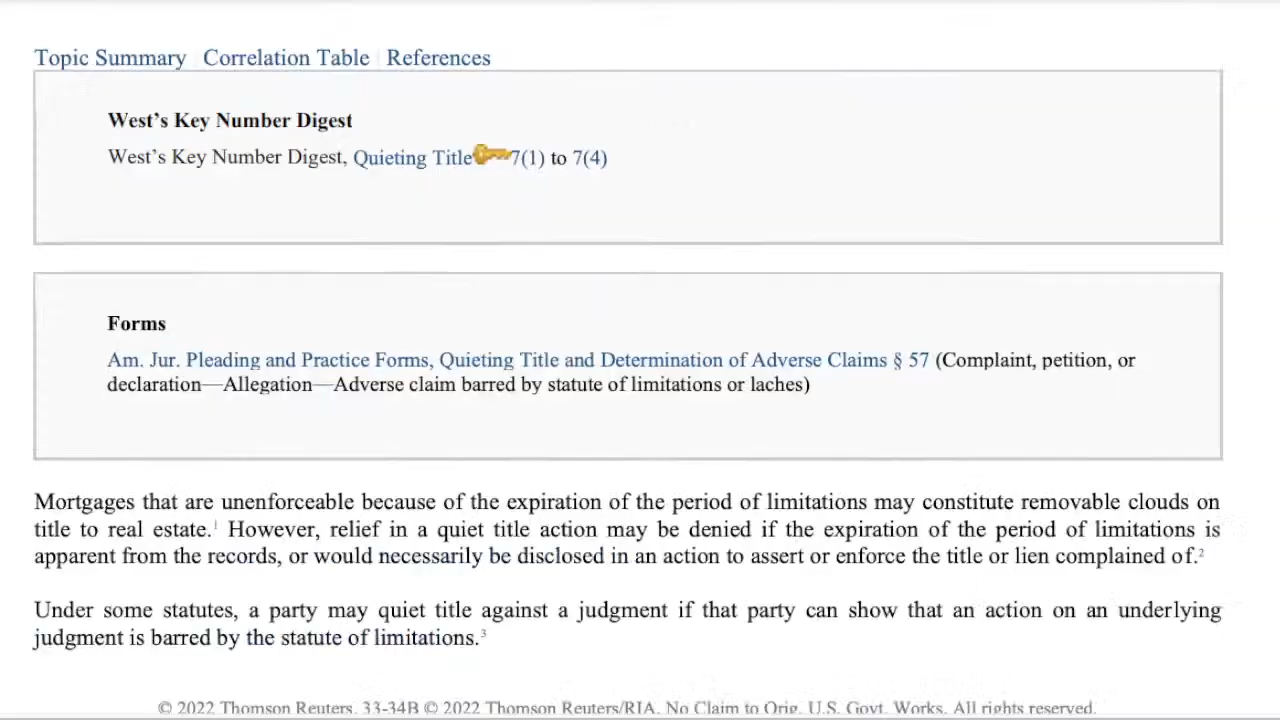 Topic Summary Correlation Table References
West's Key Number Digest
West's Key Number Digest, Quieting Title 7(1) to 7(4)
Forms
Am. Jur. Pleading and Practice Forms, Quieting Title and Determination of Adverse Claims § 57 (Complaint, petition, or
declaration—Allegation—Adverse claim barred by statute of limitations or laches)
Mortgages that are unenforceable because of the expiration of the period of limitations may constitute removable clouds on
title to real estate.1 However, relief in a quiet title action may be denied if the expiration of the period of limitations is
apparent from the records, or would necessarily be disclosed in an action to assert or enforce the title or lien complained of.2
Under some statutes, a party may quiet title against a judgment if that party can show that an action on an underlying
judgment is barred by the statute of limitations.3
© 2022 Thomson Reuters. 33-34B © 2022 Thomson Reuters/RIA. No Claim to Orig. U.S. Govt. Works. All rights reserved.